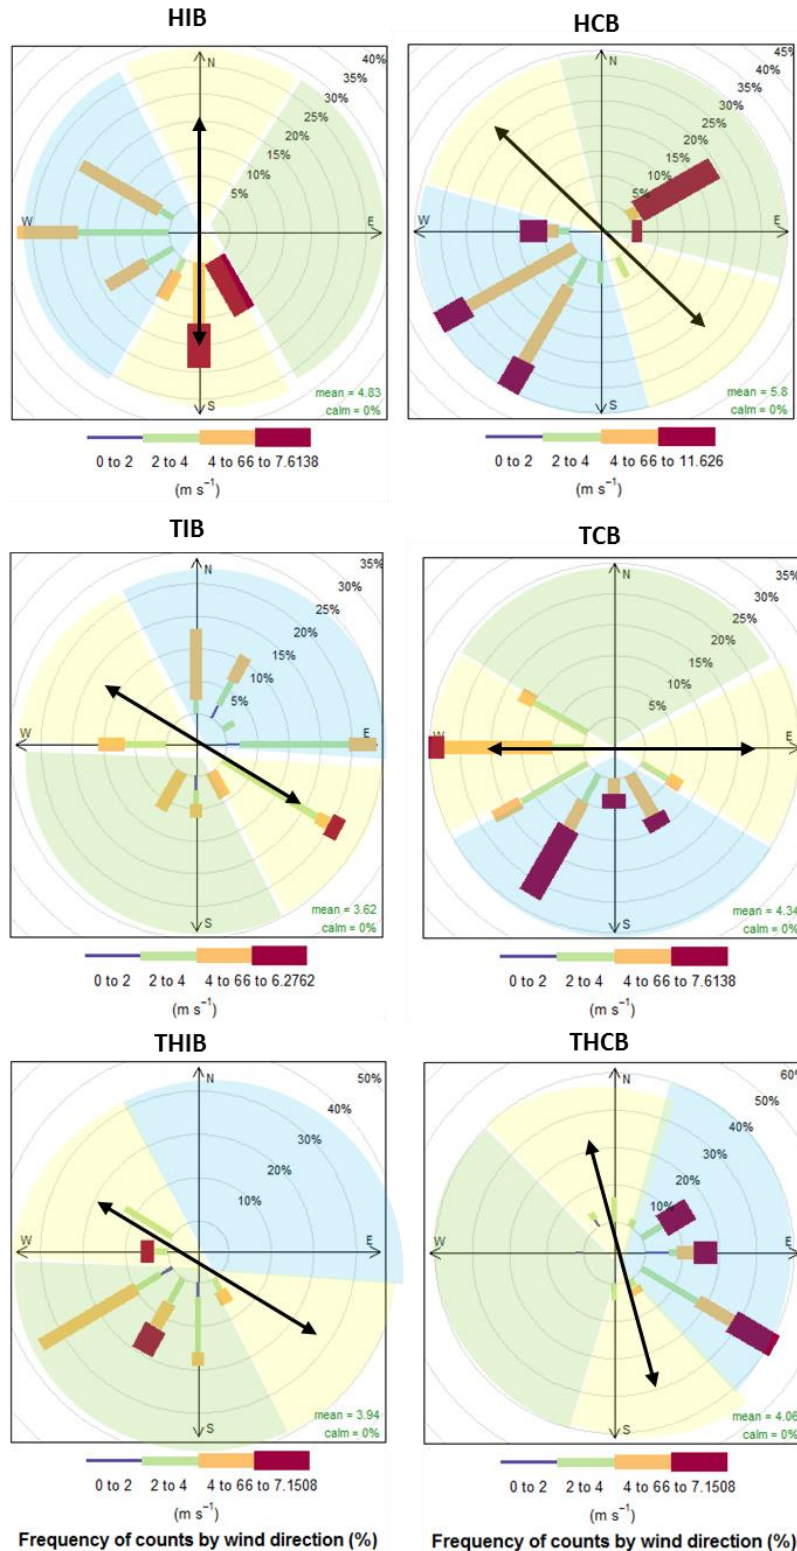 HIB
HCB
N
40%
35%
30%
25%
20%
15%
10%
5%
W
E
S
mean = 4.83
calm = 0%
0 to 2 2 to 4 4 to 66 to 7.6138
(m s⁻¹)
N
45%
40%
35%
30%
25%
20%
15%
10%
5%
W
E
S
mean = 5.8
calm = 0%
0 to 2 2 to 4 4 to 66 to 11.626
(m s⁻¹)
TIB
TCB
N
35%
30%
25%
20%
15%
10%
5%
W
E
S
mean = 3.62
calm = 0%
0 to 2 2 to 4 4 to 66 to 6.2762
(m s⁻¹)
N
35%
30%
25%
20%
15%
10%
5%
E
S
mean = 4.34
calm = 0%
0 to 2 2 to 4 4 to 66 to 7.6138
(m s⁻¹)
THIB
THCB
N
50%
40%
30%
20%
10%
W
E
S
mean = 3.94
calm = 0%
0 to 2 2 to 4 4 to 66 to 7.1508
(m s⁻¹)
Frequency of counts by wind direction (%)
N
60%
50%
40%
30%
20%
10%
W
E
S
mean = 4.06
calm = 0%
0 to 2 2 to 4 4 to 66 to 7.1508
(m s⁻¹)
Frequency of counts by wind direction (%)